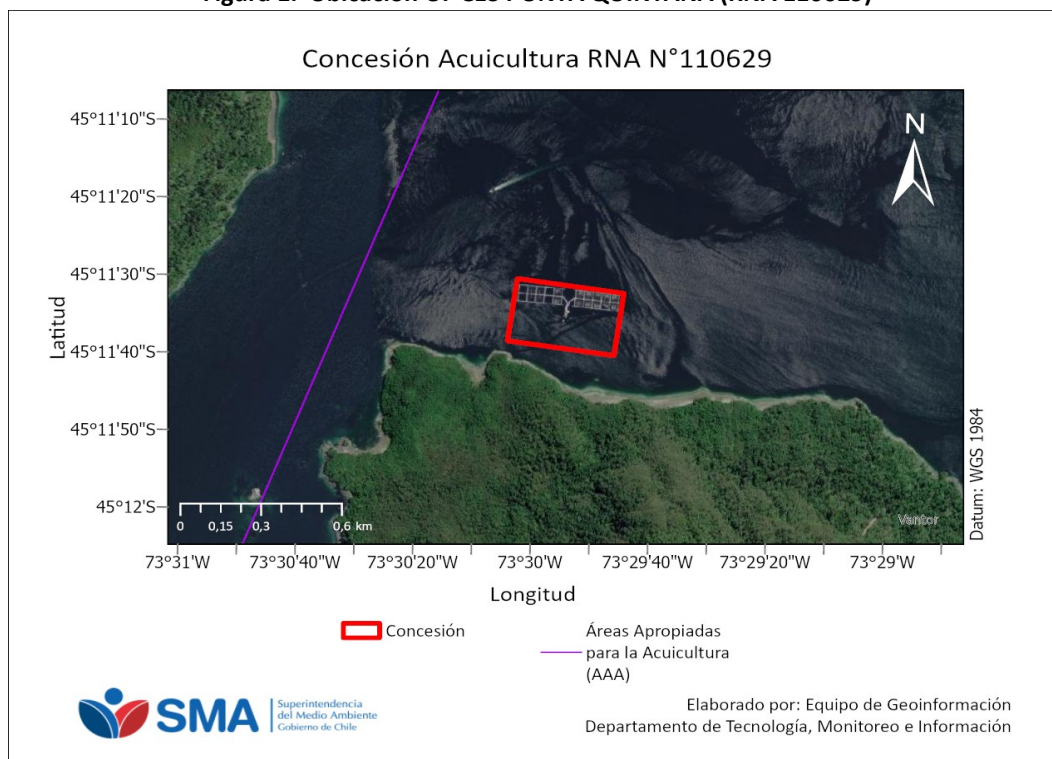 Concesión Acuicultura RNA N°110629
N
45°11'10"S
45°11'20"S
45°11'30"S
45°11'40"S
45°11'50"S
45°12'S
Latitud
Datum: WGS 1984
0 0,15 0,3 0,6 km
Vantor
73°31'W 73°30'40"W 73°30'20"W 73°30'W 73°29'40"W 73°29'20"W 73°29'W
Longitud
Concesión
Áreas Apropiadas
para la Acuicultura
(AAA)
SMA
Superintendencia
del Medio Ambiente
Gobierno de Chile
Elaborado por: Equipo de Geoinformación
Departamento de Tecnología, Monitoreo e Información